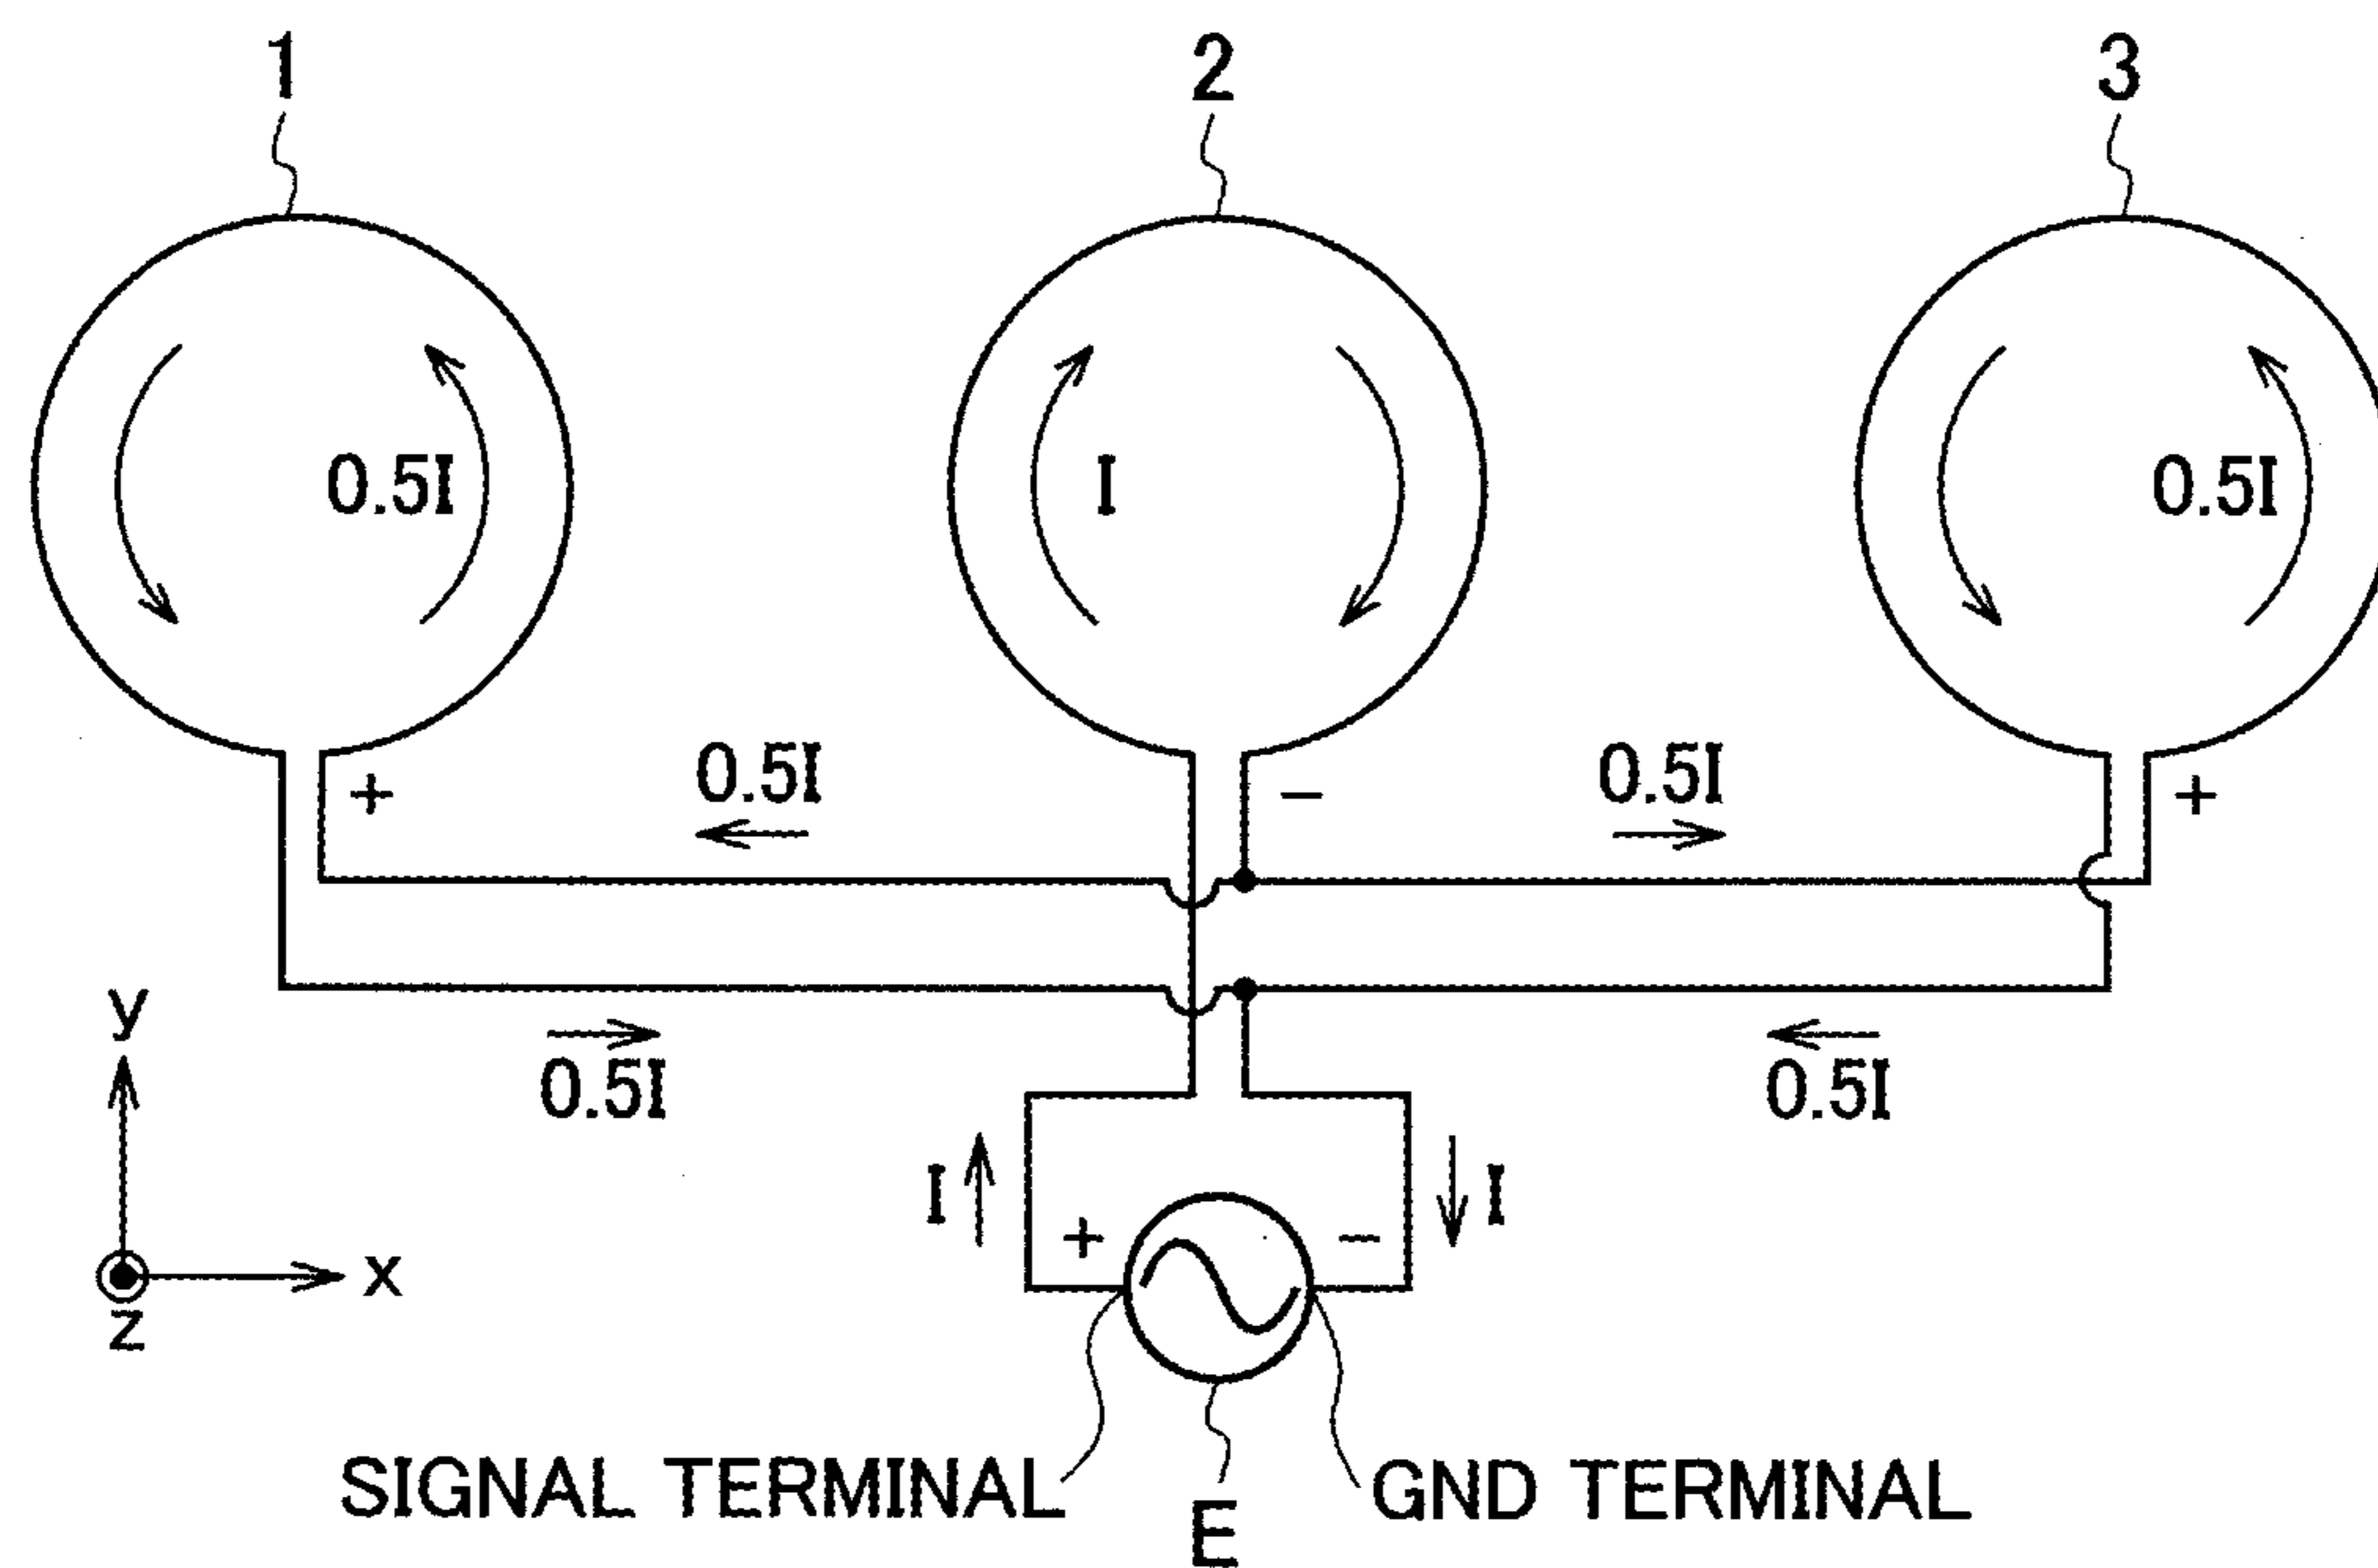 1 2 3
0.5I I 0.5I
+ 0.5I − 0.5I +
y
0.5I 0.5I
I I
+ −
x
z
SIGNAL TERMINAL GND TERMINAL
E